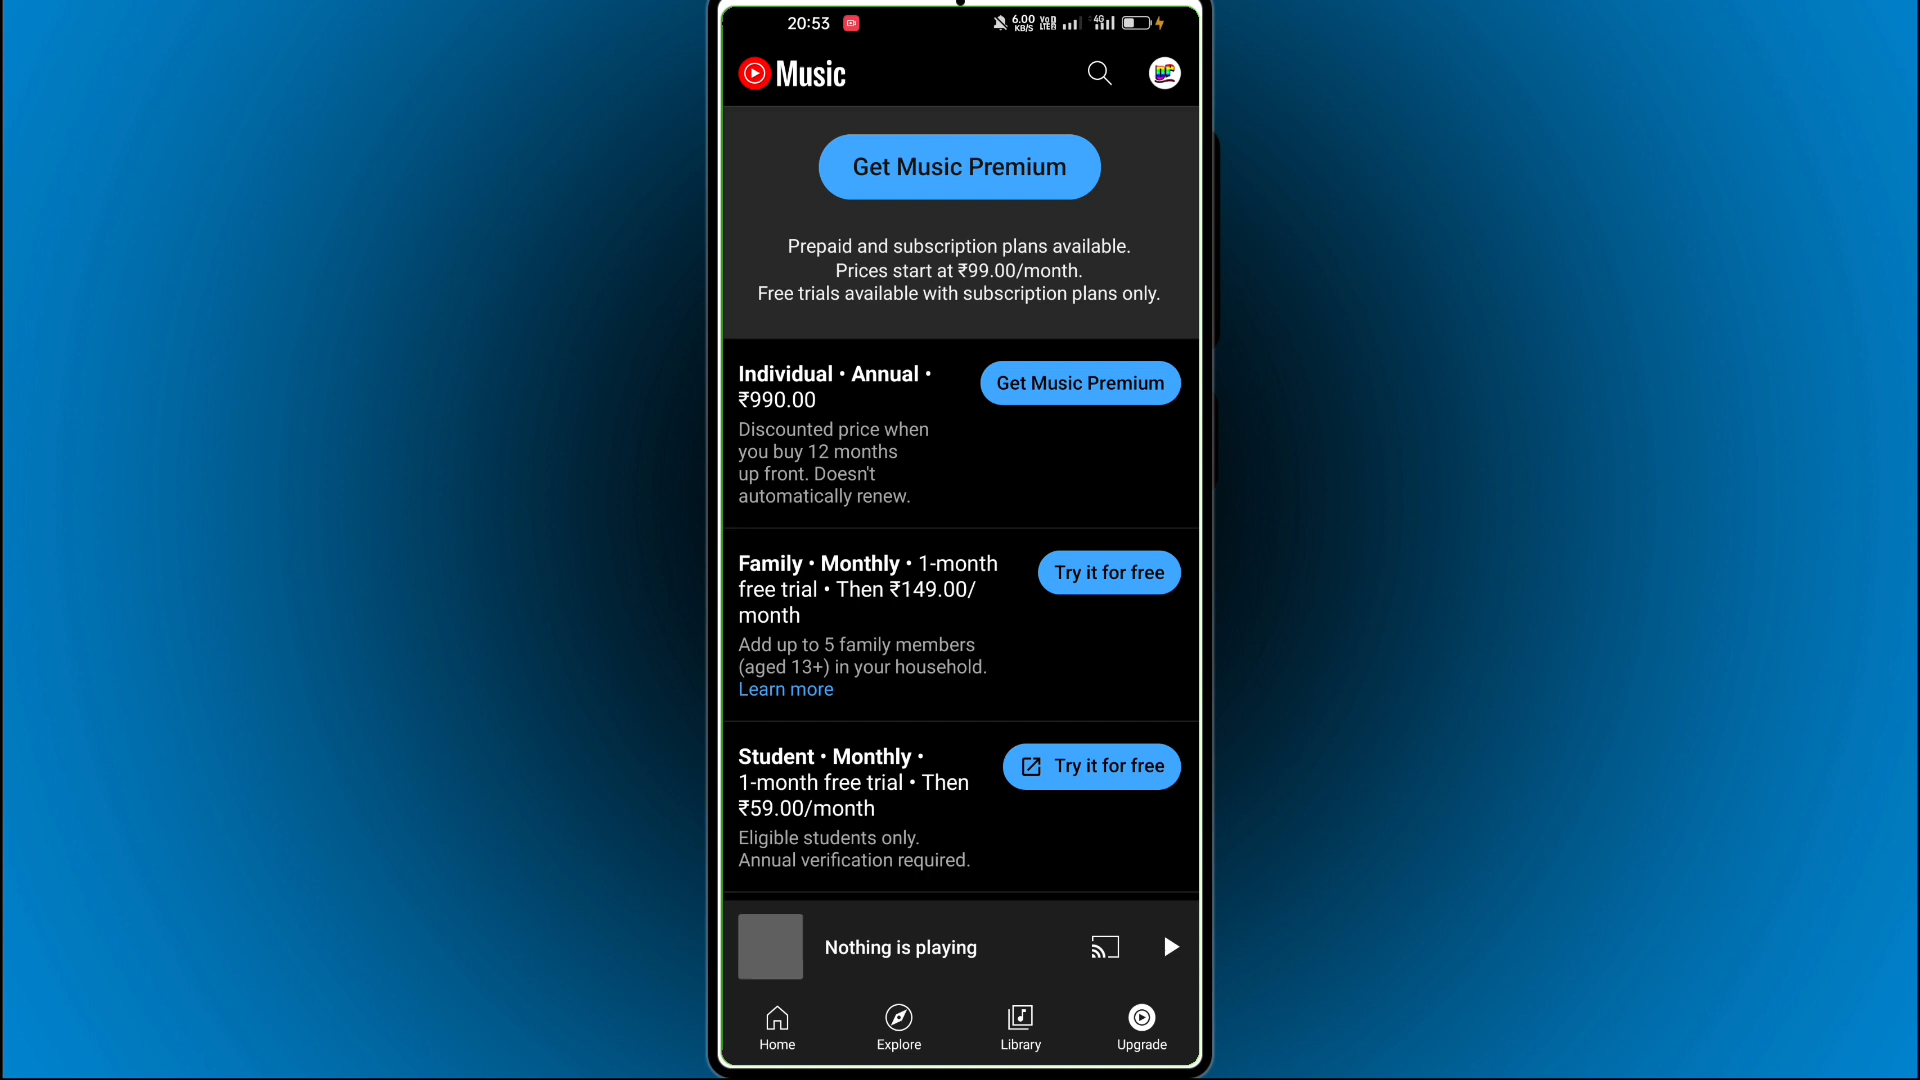 20:53 6.00 KB/S VoD LTE2 4G
Music
Get Music Premium
Prepaid and subscription plans available.
Prices start at ₹99.00/month.
Free trials available with subscription plans only.
Individual • Annual •
₹990.00
Get Music Premium
Discounted price when
you buy 12 months
up front. Doesn't
automatically renew.
Family • Monthly • 1-month
free trial • Then ₹149.00/
month
Try it for free
Add up to 5 family members
(aged 13+) in your household.
Learn more
Student • Monthly •
1-month free trial • Then
₹59.00/month
Try it for free
Eligible students only.
Annual verification required.
Nothing is playing
Home Explore Library Upgrade